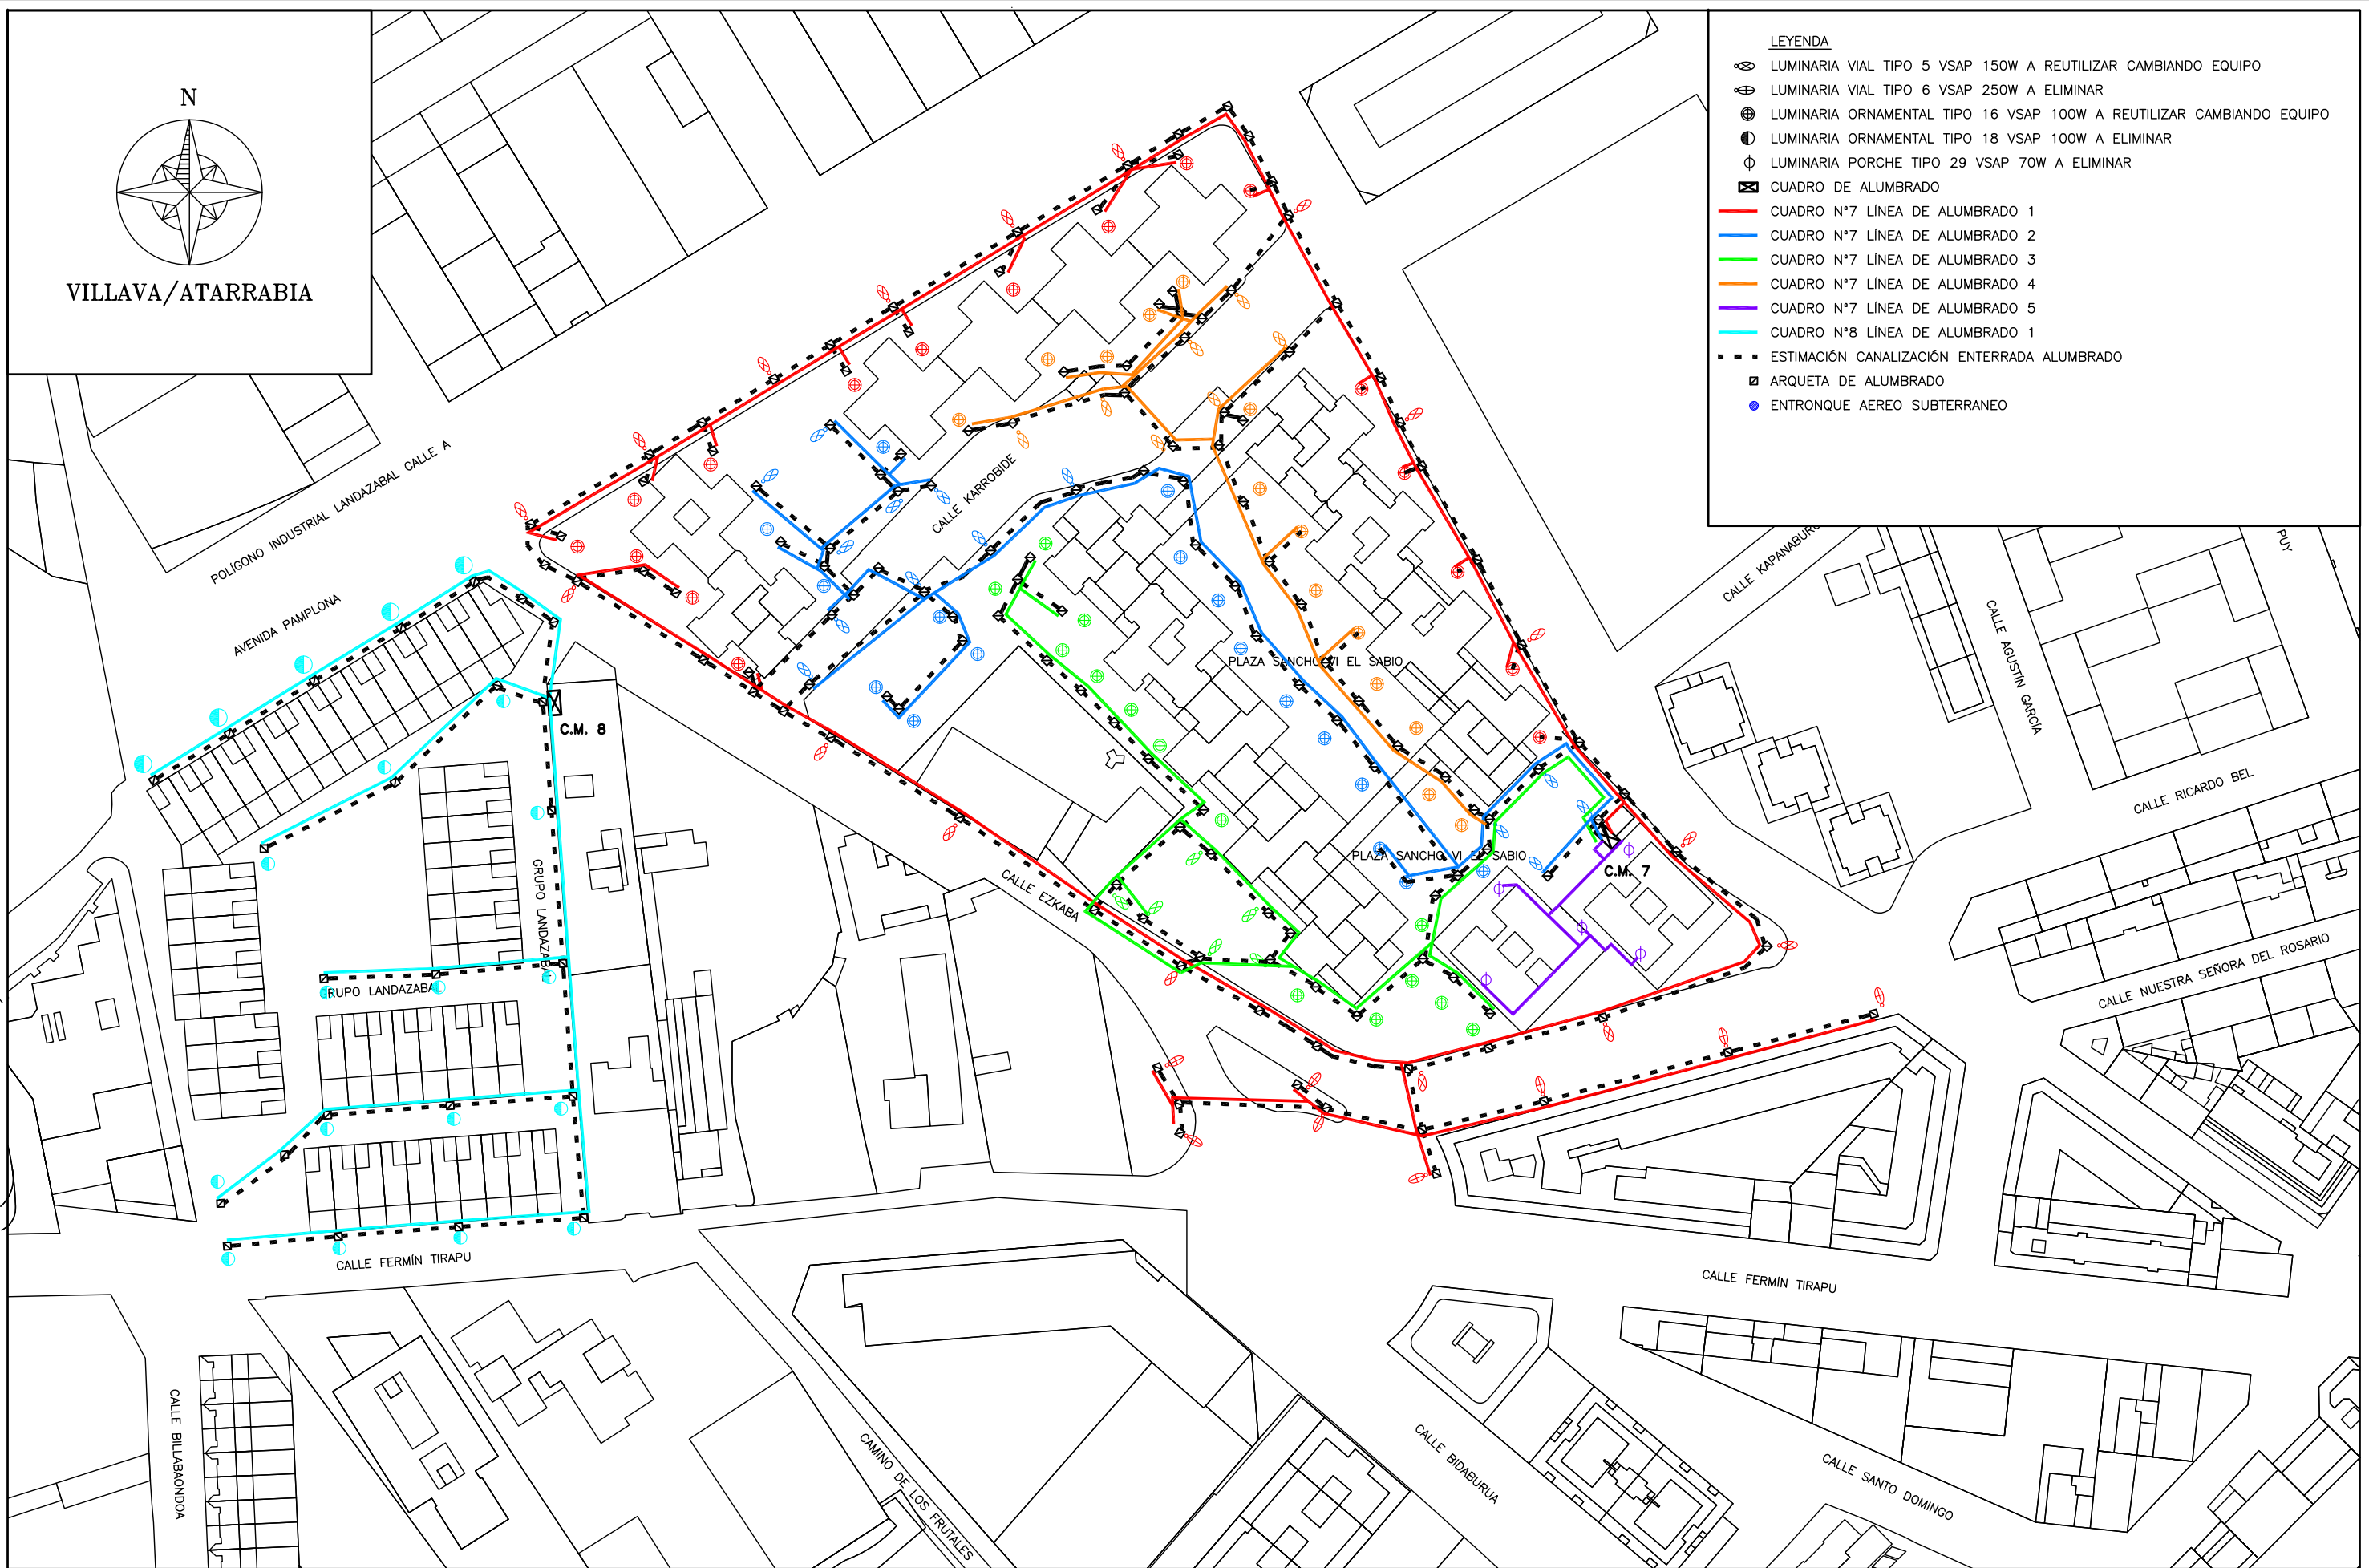 N
VILLAVA/ATARRABIA
LEYENDA
LUMINARIA VIAL TIPO 5 VSAP 150W A REUTILIZAR CAMBIANDO EQUIPO
LUMINARIA VIAL TIPO 6 VSAP 250W A ELIMINAR
LUMINARIA ORNAMENTAL TIPO 16 VSAP 100W A REUTILIZAR CAMBIANDO EQUIPO
LUMINARIA ORNAMENTAL TIPO 18 VSAP 100W A ELIMINAR
LUMINARIA PORCHE TIPO 29 VSAP 70W A ELIMINAR
CUADRO DE ALUMBRADO
CUADRO Nº7 LÍNEA DE ALUMBRADO 1
CUADRO Nº7 LÍNEA DE ALUMBRADO 2
CUADRO Nº7 LÍNEA DE ALUMBRADO 3
CUADRO Nº7 LÍNEA DE ALUMBRADO 4
CUADRO Nº7 LÍNEA DE ALUMBRADO 5
CUADRO Nº8 LÍNEA DE ALUMBRADO 1
ESTIMACIÓN CANALIZACIÓN ENTERRADA ALUMBRADO
ARQUETA DE ALUMBRADO
ENTRONQUE AEREO SUBTERRANEO
POLÍGONO INDUSTRIAL LANDAZABAL CALLE A
AVENIDA PAMPLONA
CALLE KARROBIDE
CALLE
PUY
CALLE AGUSTÍN GARCÍA
PLAZA SANCHO VI EL SABIO
C.M. 8
CALLE RICARDO BEL
PLAZA SANCHO VI EL SABIO
C.M. 7
CALLE EZKABA
GRUPO LANDAZABAL
GRUPO LANDAZABAL
CALLE NUESTRA SEÑORA DEL ROSARIO
CALLE FERMÍN TIRAPU
CALLE FERMÍN TIRAPU
CALLE BILLABAONDOA
CAMINO DE LOS FRUTALES
CALLE BIDABURUA
CALLE SANTO DOMINGO